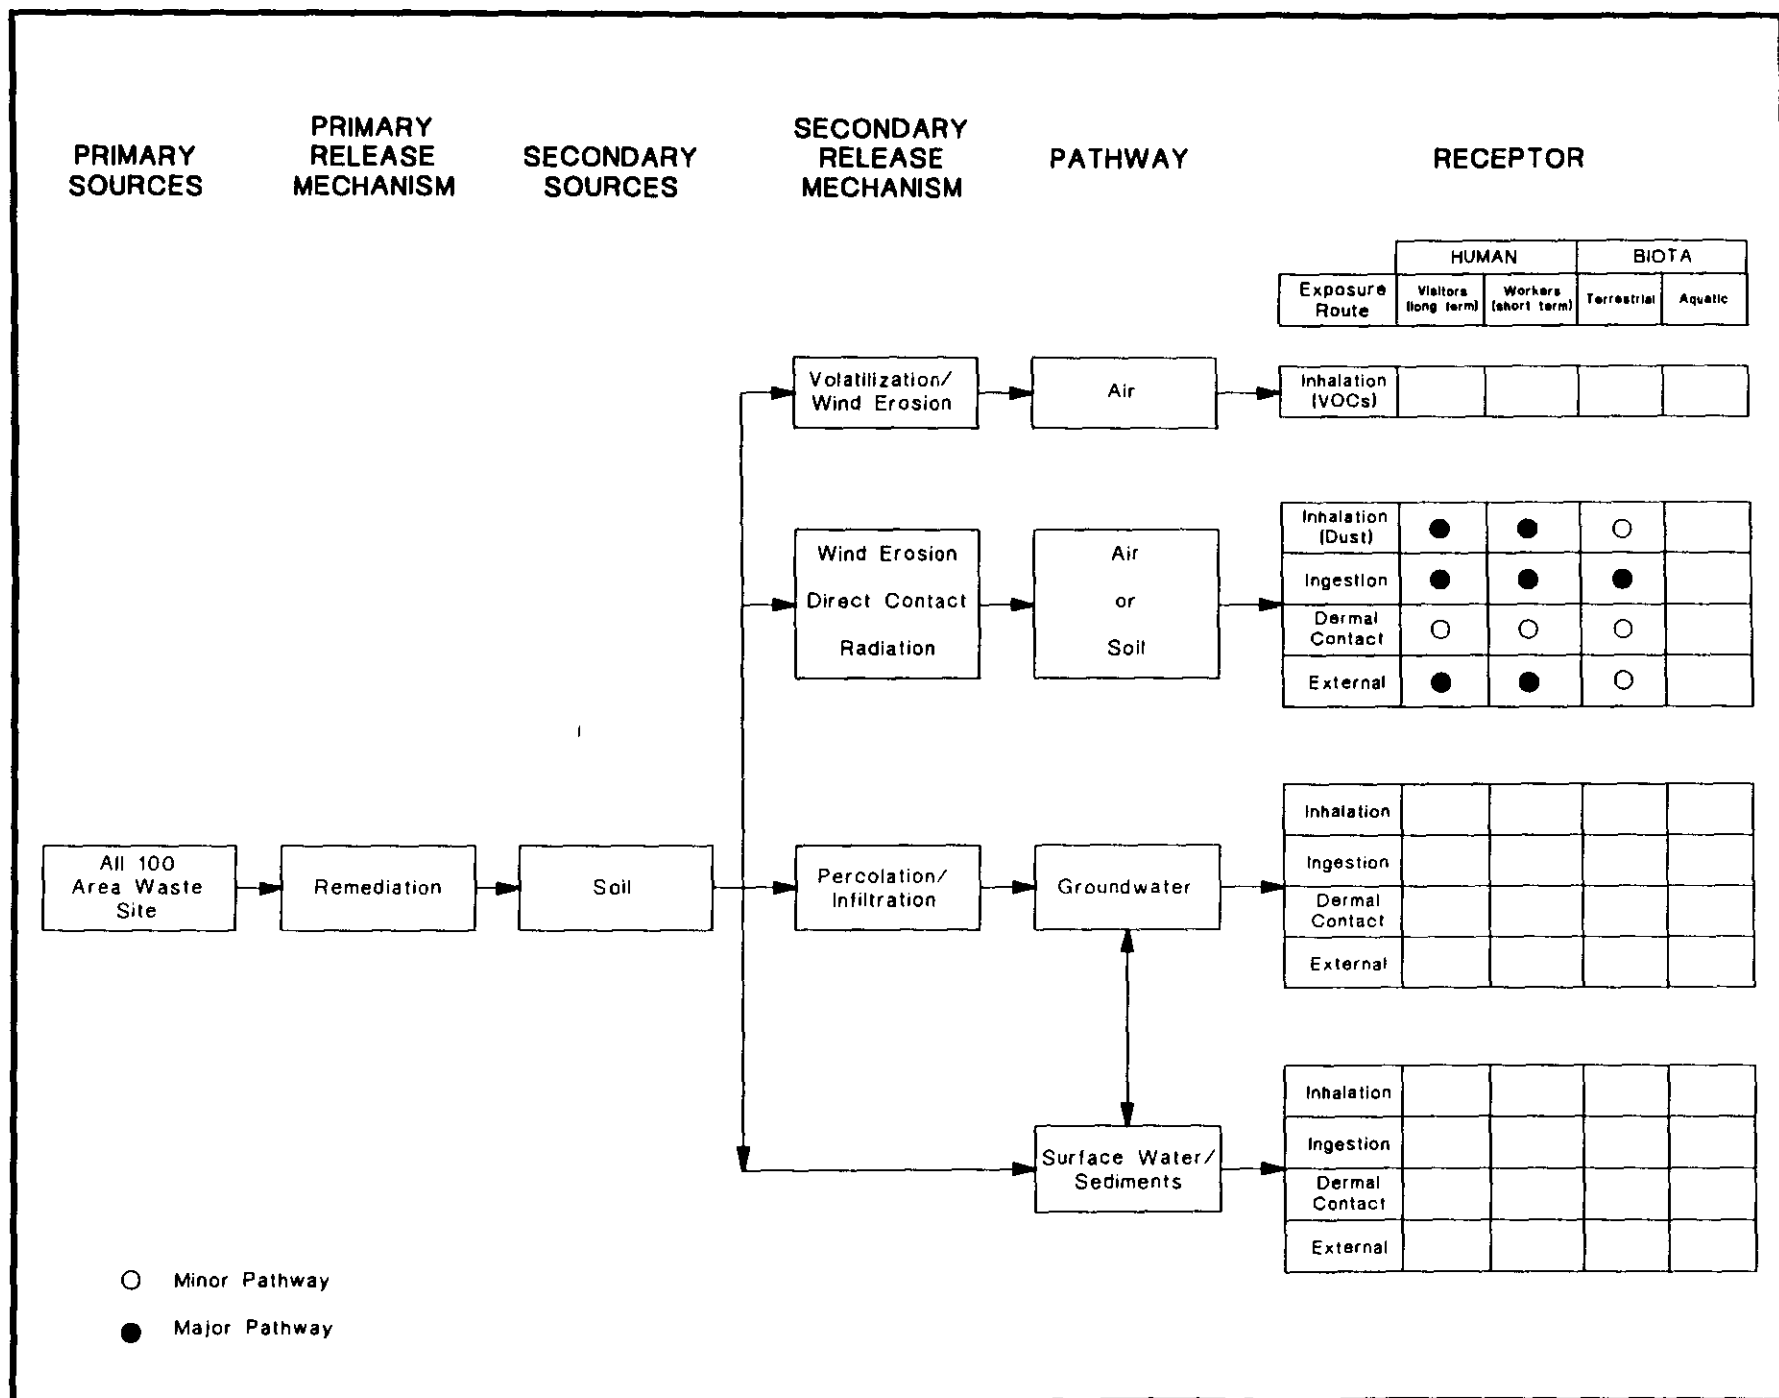 PRIMARY
SOURCES
PRIMARY
RELEASE
MECHANISM
SECONDARY
SOURCES
SECONDARY
RELEASE
MECHANISM
PATHWAY
RECEPTOR
HUMAN
BIOTA
Exposure
Route
Visitors
(long term)
Workers
(short term)
Terrestrial
Aquatic
Volatilization/
Wind Erosion
Air
Inhalation
(VOCs)
Wind Erosion
Direct Contact
Radiation
Air
or
Soil
Inhalation
(Dust)
Ingestion
Dermal
Contact
External
All 100
Area Waste
Site
Remediation
Soil
Percolation/
Infiltration
Groundwater
Inhalation
Ingestion
Dermal
Contact
External
Surface Water/
Sediments
Inhalation
Ingestion
Dermal
Contact
External
Minor Pathway
Major Pathway